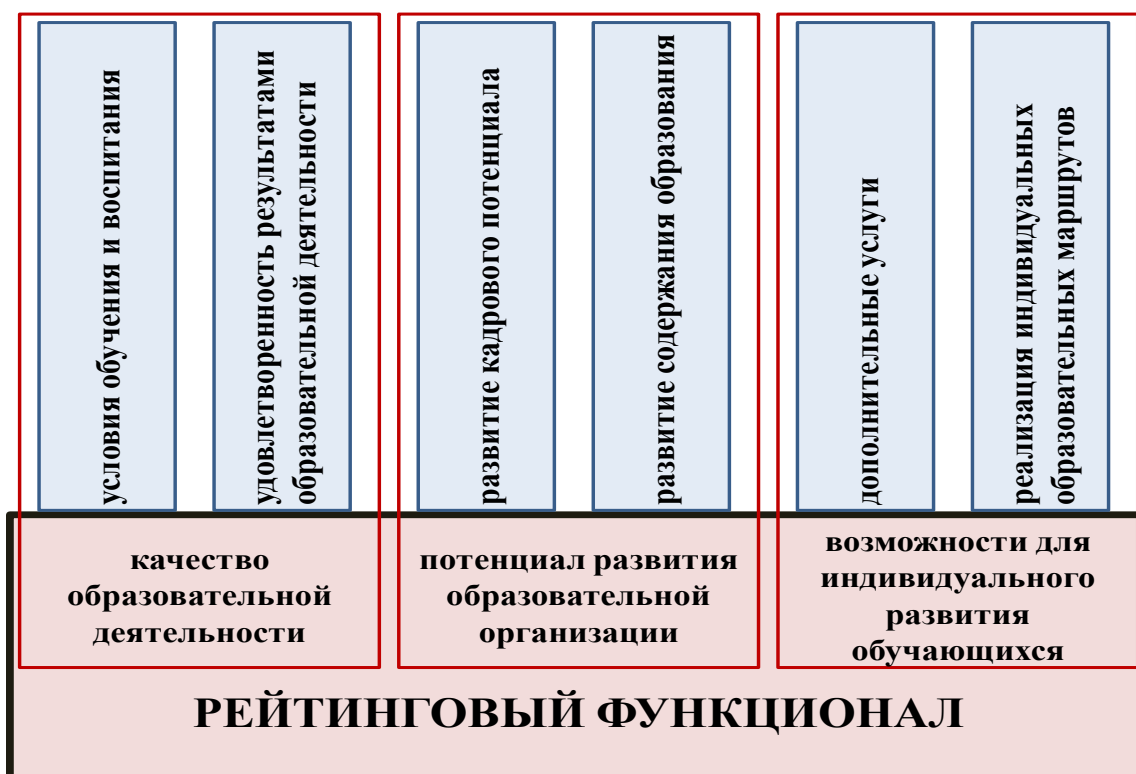 условия обучения и воспитания
удовлетворенность результатами
образовательной деятельности
развитие кадрового потенциала
развитие содержания образования
дополнительные услуги
реализация индивидуальных
образовательных маршрутов
качество
образовательной
деятельности
потенциал развития
образовательной
организации
возможности для
индивидуального
развития
обучающихся
РЕЙТИНГОВЫЙ ФУНКЦИОНАЛ